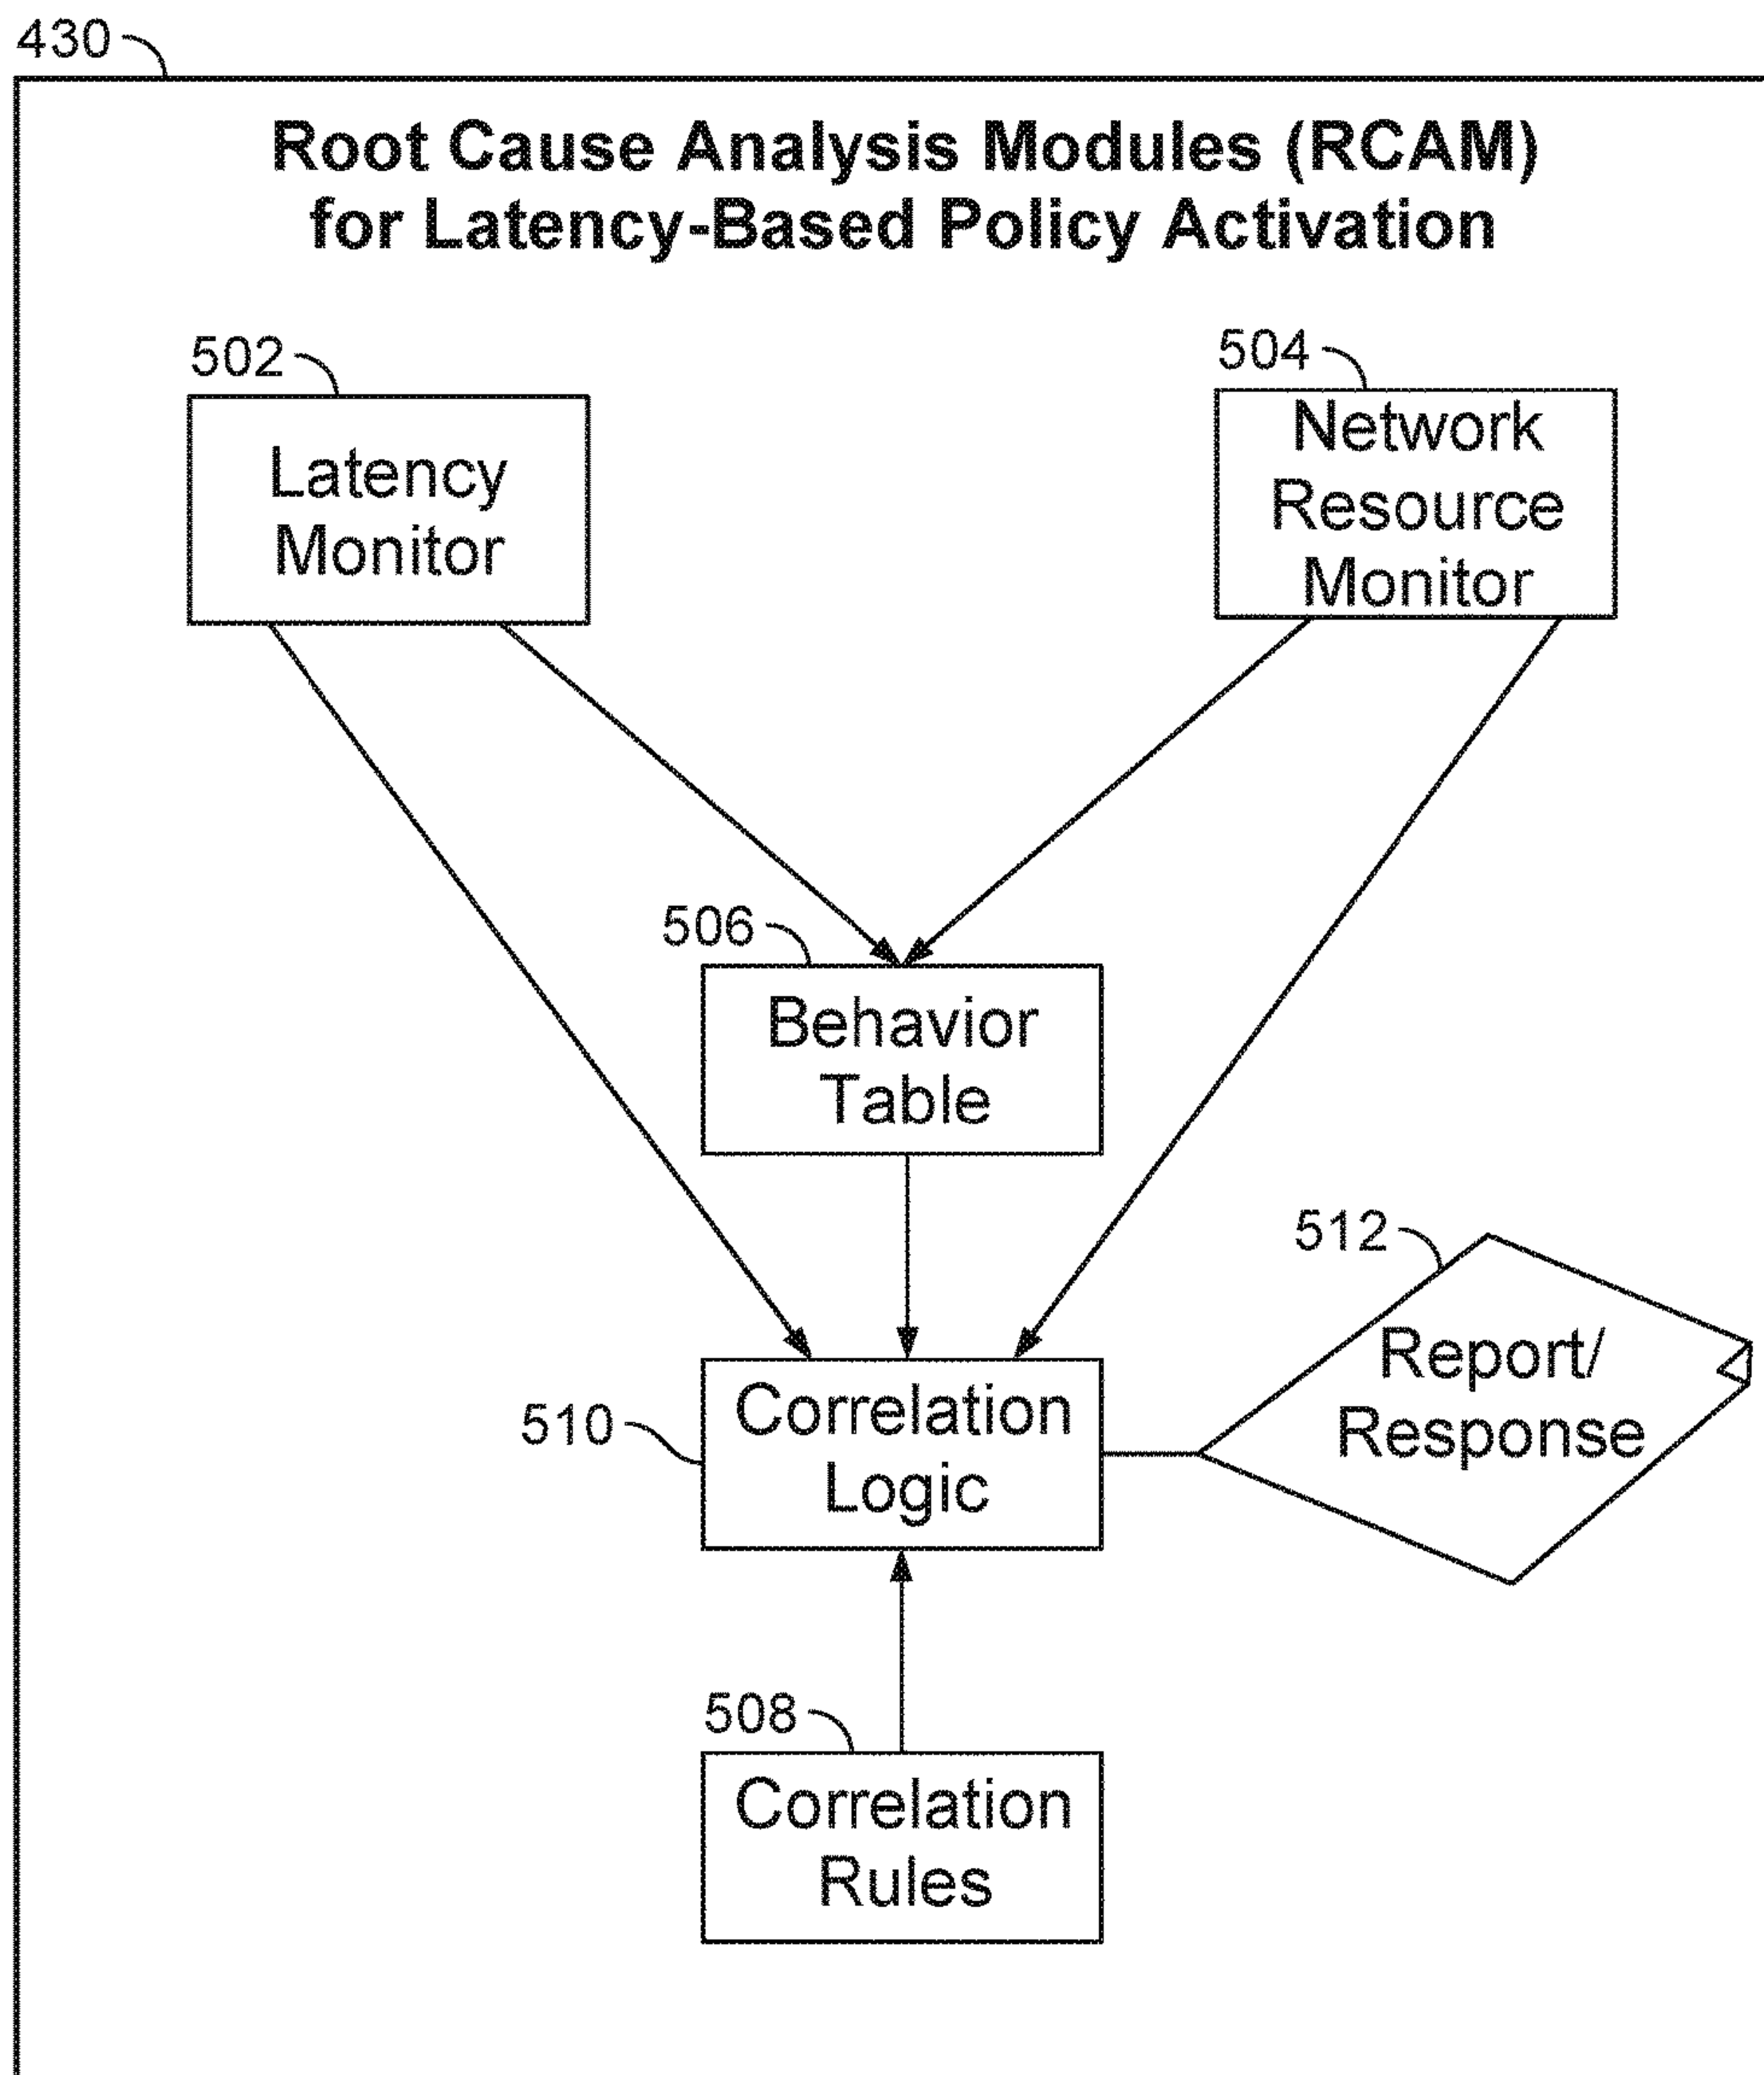 430
Root Cause Analysis Modules (RCAM)
for Latency-Based Policy Activation
502
Latency
Monitor
504
Network
Resource
Monitor
506
Behavior
Table
510
Correlation
Logic
512
Report/
Response
508
Correlation
Rules